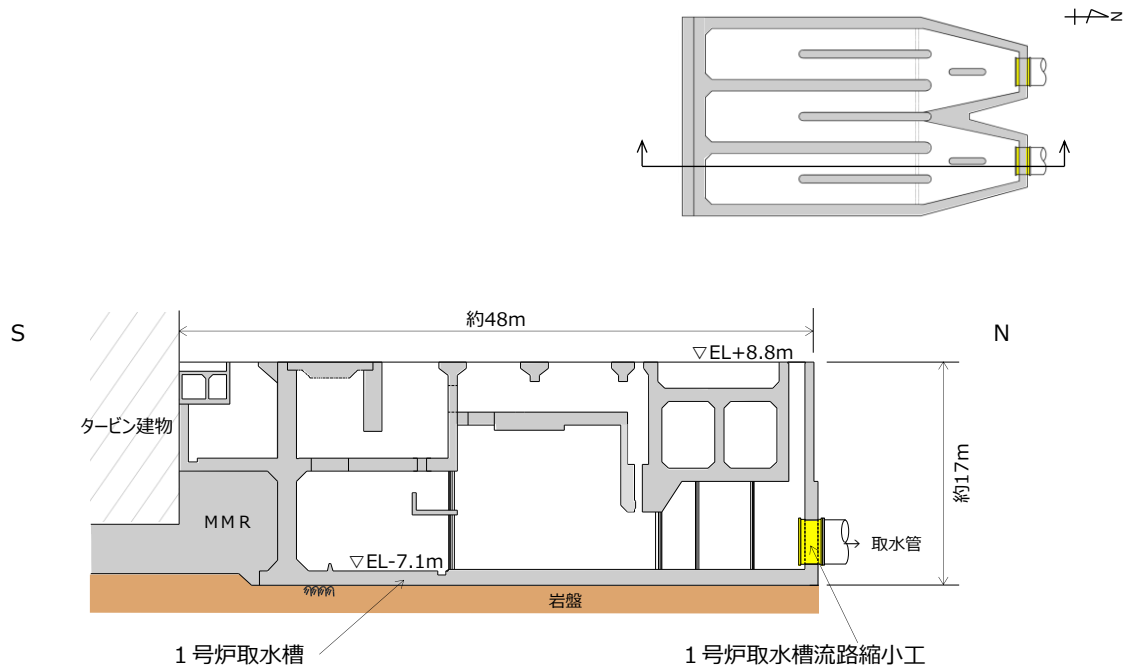 N
S
約48m
N
▽EL+8.8m
タービン建物
約17m
MMR
取水管
▽EL-7.1m
岩盤
1号炉取水槽
1号炉取水槽流路縮小工